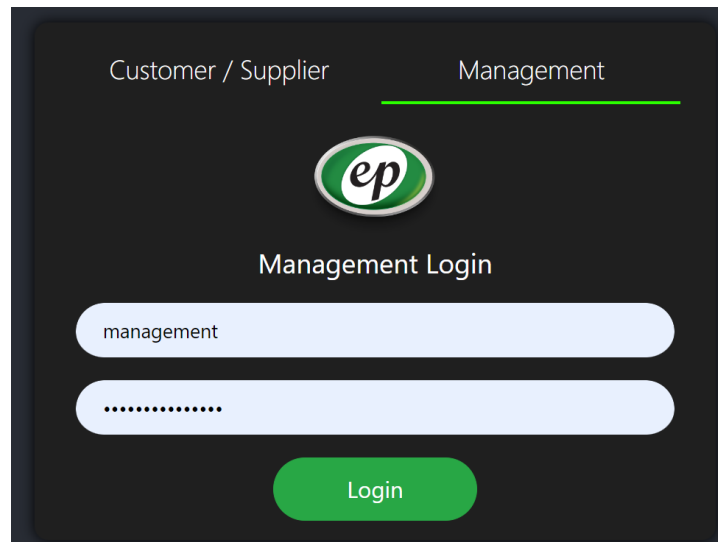 Customer / Supplier Management
ep
Management Login
management
•••••••••••••••
Login